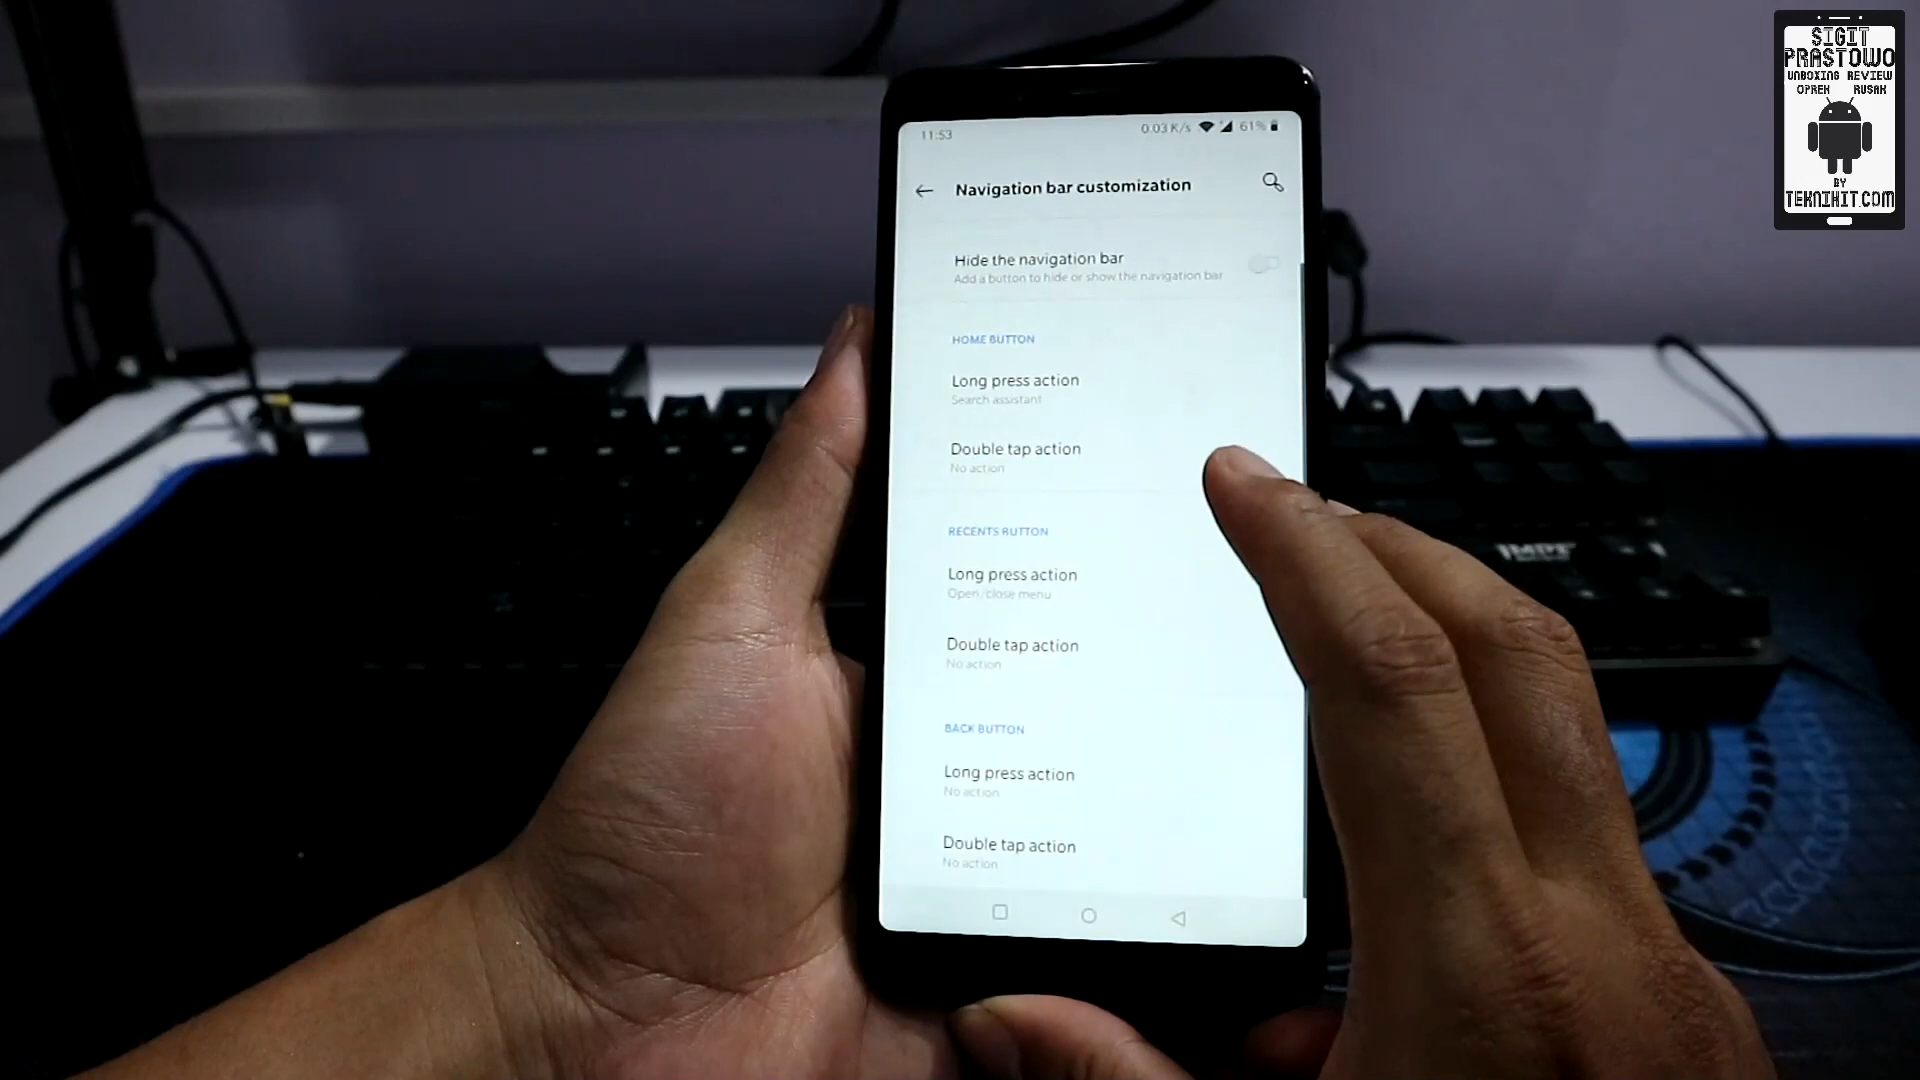 SIGIT
PRASTOWO
UNBOXING REVIEW
OPREK RUSAK
BY
TEKNIHIT.COM
11:53
0.03 K/s
61%
Navigation bar customization
Hide the navigation bar
Add a button to hide or show the navigation bar
HOME BUTTON
Long press action
Search assistant
Double tap action
No action
RECENTS BUTTON
Long press action
Open/close menu
Double tap action
No action
BACK BUTTON
Long press action
No action
Double tap action
No action